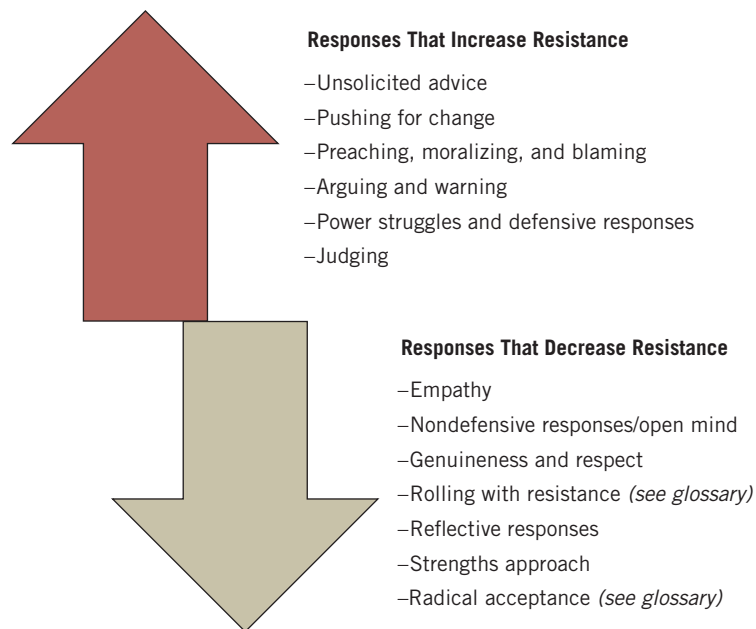 Responses That Increase Resistance
–Unsolicited advice
–Pushing for change
–Preaching, moralizing, and blaming
–Arguing and warning
–Power struggles and defensive responses
–Judging
Responses That Decrease Resistance
–Empathy
–Nondefensive responses/open mind
–Genuineness and respect
–Rolling with resistance (see glossary)
–Reflective responses
–Strengths approach
–Radical acceptance (see glossary)